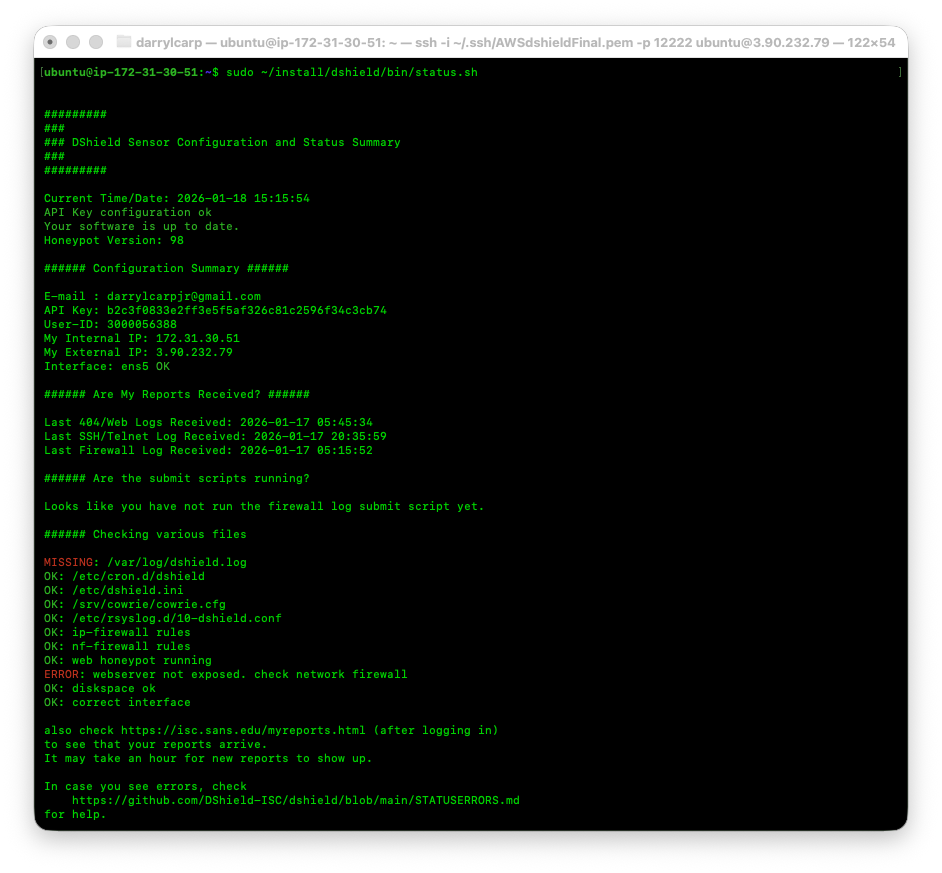 darrylcarp — ubuntu@ip-172-31-30-51: ~ — ssh -i ~/.ssh/AWSdshieldFinal.pem -p 12222 ubuntu@3.90.232.79 — 122×54
[ubuntu@ip-172-31-30-51:~$ sudo ~/install/dshield/bin/status.sh ]
#########
###
### DShield Sensor Configuration and Status Summary
###
#########
Current Time/Date: 2026-01-18 15:15:54
API Key configuration ok
Your software is up to date.
Honeypot Version: 98
###### Configuration Summary ######
E-mail : darrylcarpjr@gmail.com
API Key: b2c3f0833e2ff3e5f5af326c81c2596f34c3cb74
User-ID: 3000056388
My Internal IP: 172.31.30.51
My External IP: 3.90.232.79
Interface: ens5 OK
###### Are My Reports Received? ######
Last 404/Web Logs Received: 2026-01-17 05:45:34
Last SSH/Telnet Log Received: 2026-01-17 20:35:59
Last Firewall Log Received: 2026-01-17 05:15:52
###### Are the submit scripts running?
Looks like you have not run the firewall log submit script yet.
###### Checking various files
MISSING: /var/log/dshield.log
OK: /etc/cron.d/dshield
OK: /etc/dshield.ini
OK: /srv/cowrie/cowrie.cfg
OK: /etc/rsyslog.d/10-dshield.conf
OK: ip-firewall rules
OK: nf-firewall rules
OK: web honeypot running
ERROR: webserver not exposed. check network firewall
OK: diskspace ok
OK: correct interface
also check https://isc.sans.edu/myreports.html (after logging in)
to see that your reports arrive.
It may take an hour for new reports to show up.
In case you see errors, check
https://github.com/DShield-ISC/dshield/blob/main/STATUSERRORS.md
for help.